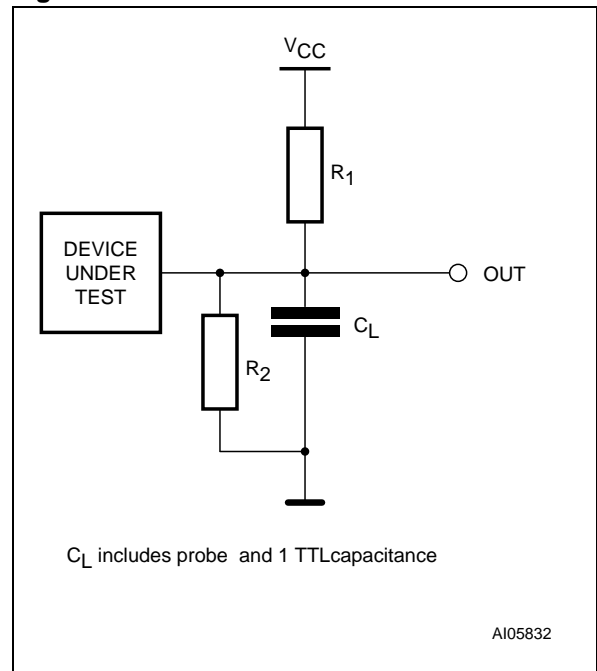 VCC
R1
DEVICE
UNDER
TEST
OUT
CL
R2
CL includes probe and 1 TTLcapacitance
AI05832